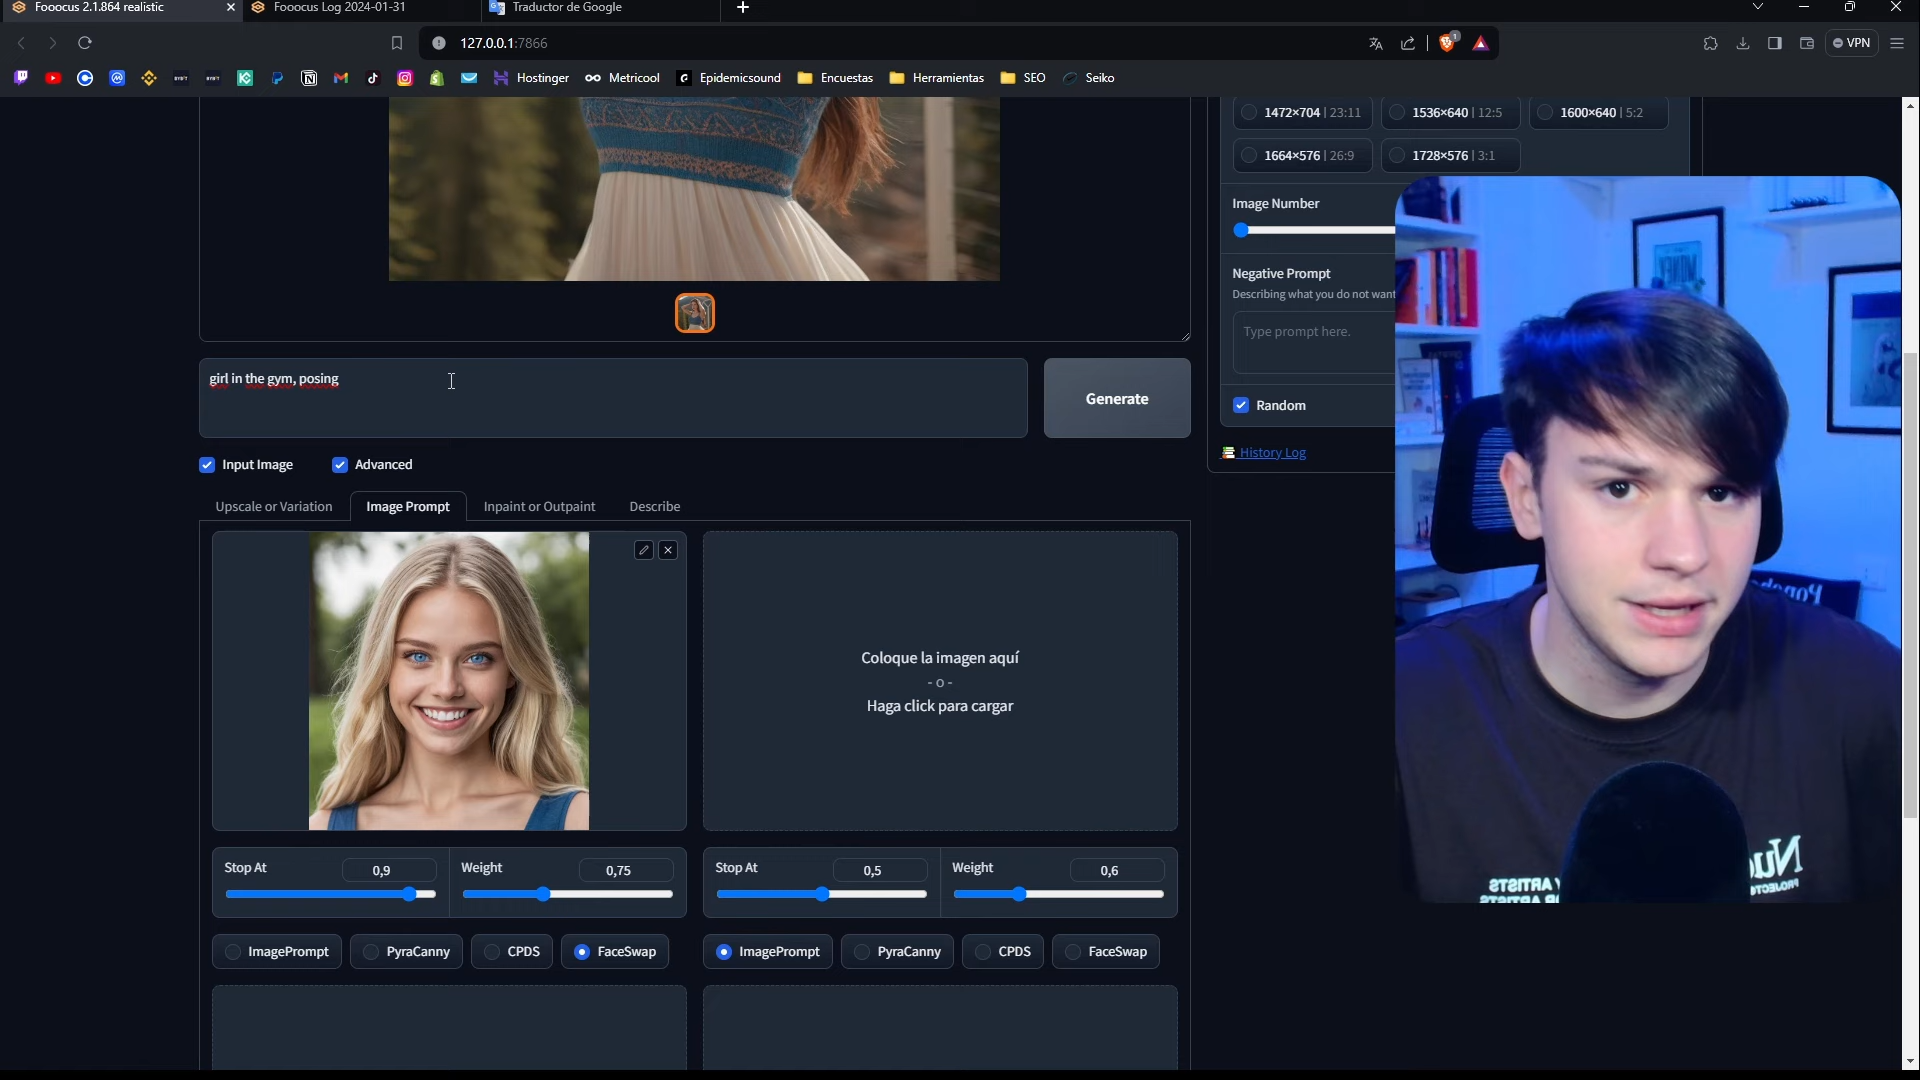 Fooocus 2.1.864 realistic
Fooocus Log 2024-01-31
Traductor de Google
127.0.0.1:7866
1
VPN
Hostinger
Metricool
Epidemicsound
Encuestas
Herramientas
SEO
Seiko
1472×704 | 23:11
1536×640 | 12:5
1600×640 | 5:2
1664×576 | 26:9
1728×576 | 3:1
Image Number
Negative Prompt
Describing what you do not want
Type prompt here.
girl in the gym, posing
Generate
Random
History Log
Input Image
Advanced
Upscale or Variation
Image Prompt
Inpaint or Outpaint
Describe
Coloque la imagen aquí
- o -
Haga click para cargar
Stop At
0,9
Weight
0,75
Stop At
0,5
Weight
0,6
ImagePrompt
PyraCanny
CPDS
FaceSwap
ImagePrompt
PyraCanny
CPDS
FaceSwap